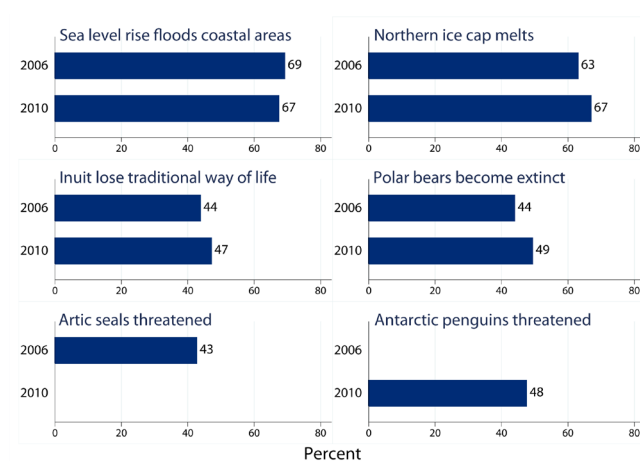 Sea level rise floods coastal areas
2006 69
2010 67
0 20 40 60 80
Northern ice cap melts
2006 63
2010 67
0 20 40 60 80
Inuit lose traditional way of life
2006 44
2010 47
0 20 40 60 80
Polar bears become extinct
2006 44
2010 49
0 20 40 60 80
Artic seals threatened
2006 43
2010
0 20 40 60 80
Antarctic penguins threatened
2006
2010 48
0 20 40 60 80
Percent